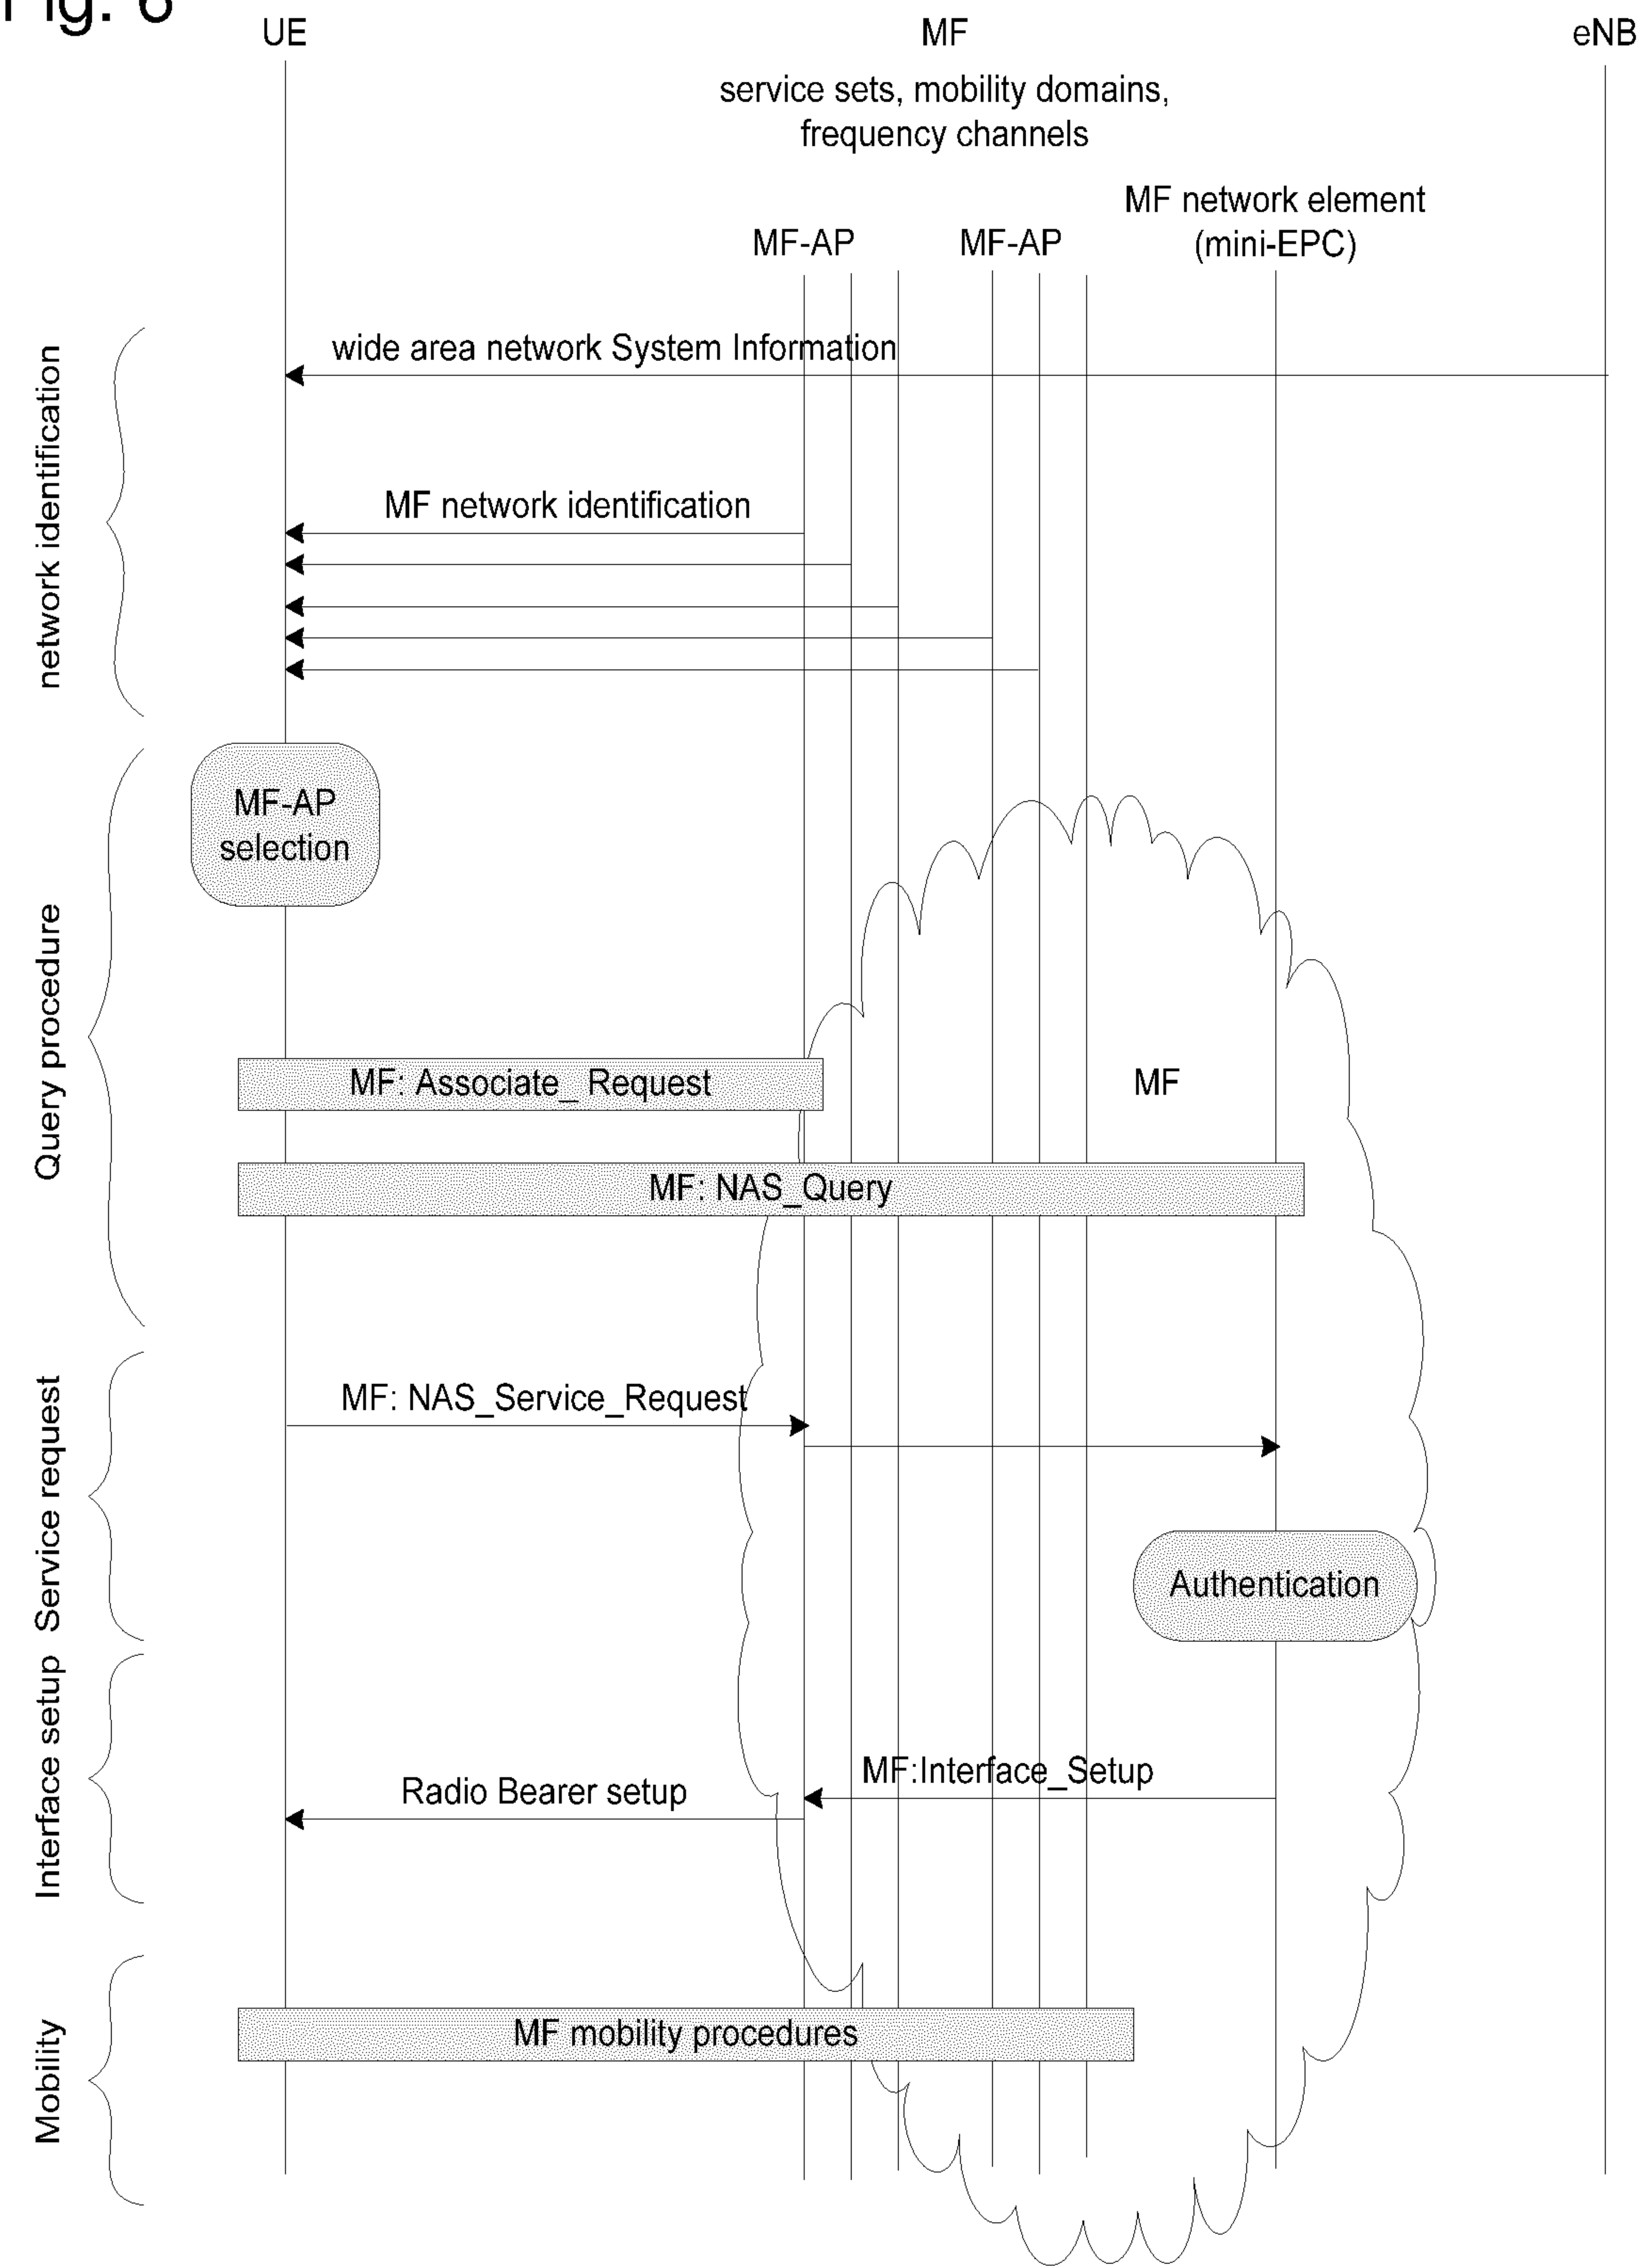 Fig. 6
UE
MF
eNB
service sets, mobility domains,
frequency channels
MF network element
(mini-EPC)
MF-AP
MF-AP
network identification
wide area network System Information
MF network identification
Query procedure
MF-AP
selection
MF: Associate_ Request
MF
MF: NAS_Query
Service request
MF: NAS_Service_Request
Authentication
Interface setup
MF:Interface_Setup
Radio Bearer setup
Mobility
MF mobility procedures